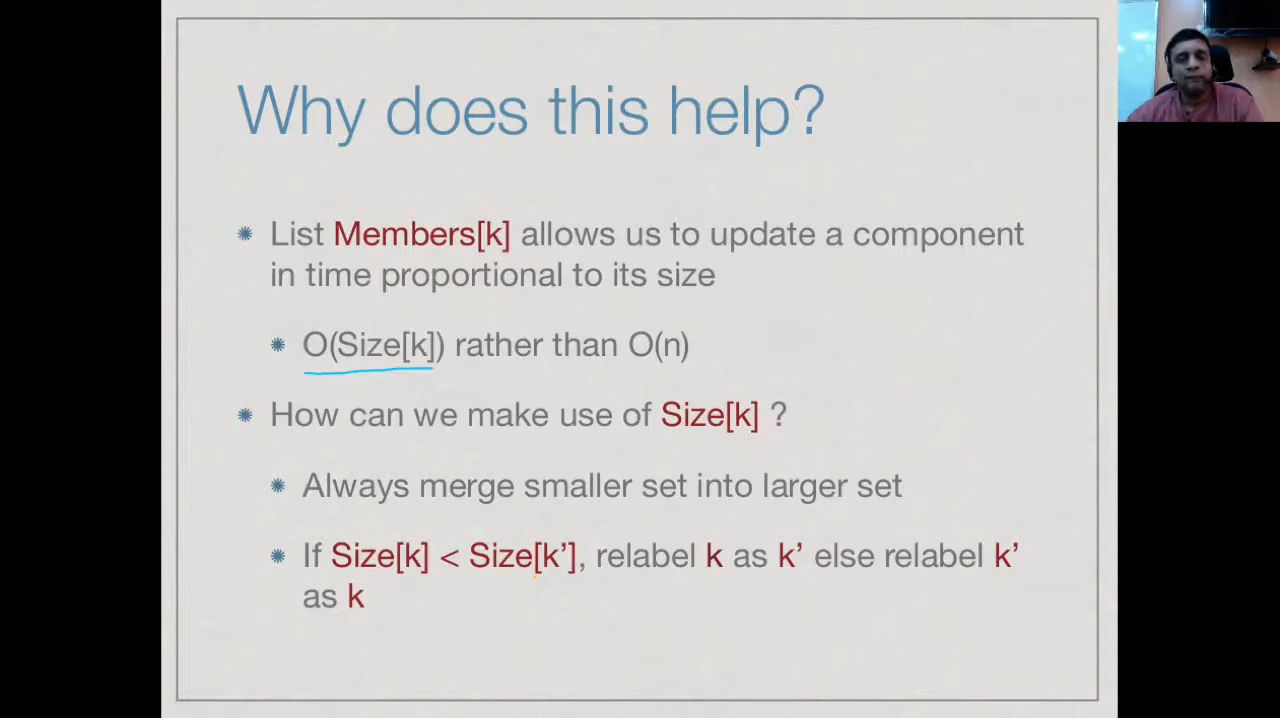 Why does this help?
List Members[k] allows us to update a component
in time proportional to its size
O(Size[k]) rather than O(n)
How can we make use of Size[k] ?
Always merge smaller set into larger set
If Size[k] < Size[k’], relabel k as k’ else relabel k’
as k